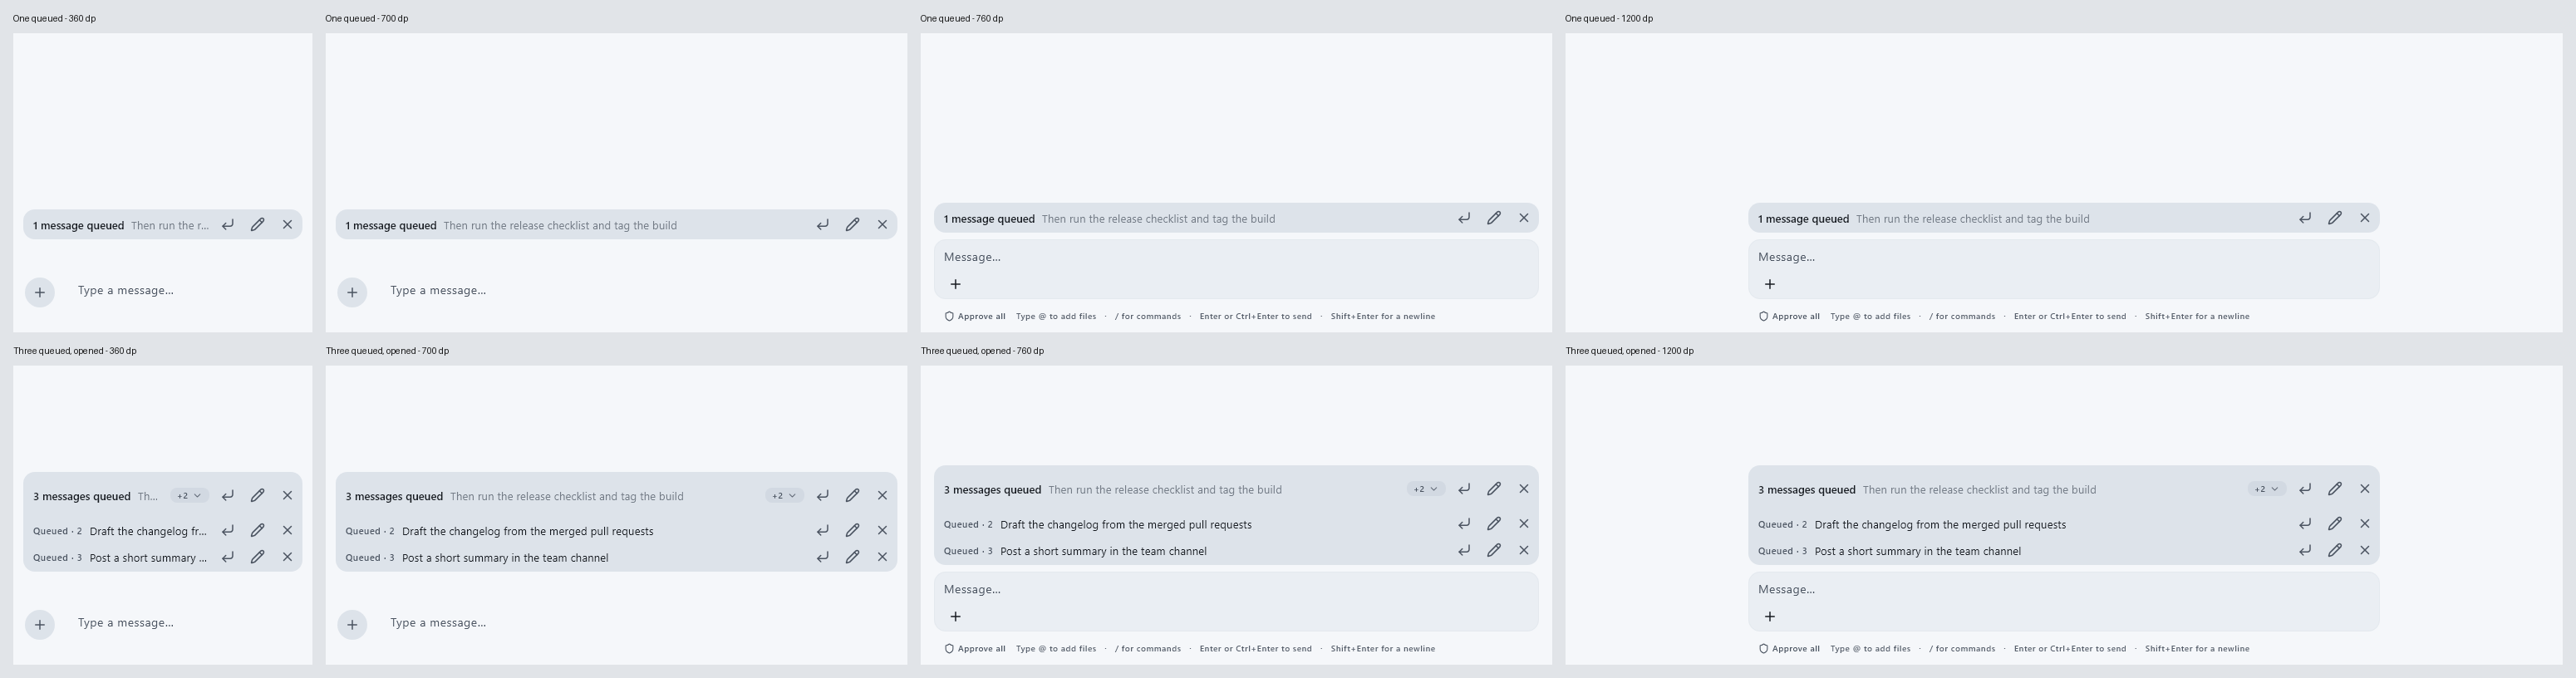 One queued - 360 dp
One queued - 700 dp
One queued - 760 dp
One queued - 1200 dp
1 message queued Then run the r...
Type a message...
1 message queued Then run the release checklist and tag the build
Type a message...
1 message queued Then run the release checklist and tag the build
Message...
Approve all Type @ to add files · / for commands · Enter or Ctrl+Enter to send · Shift+Enter for a newline
1 message queued Then run the release checklist and tag the build
Message...
Approve all Type @ to add files · / for commands · Enter or Ctrl+Enter to send · Shift+Enter for a newline
Three queued, opened - 360 dp
Three queued, opened - 700 dp
Three queued, opened - 760 dp
Three queued, opened - 1200 dp
3 messages queued Th... +2
Queued · 2 Draft the changelog fr...
Queued · 3 Post a short summary ...
Type a message...
3 messages queued Then run the release checklist and tag the build +2
Queued · 2 Draft the changelog from the merged pull requests
Queued · 3 Post a short summary in the team channel
Type a message...
3 messages queued Then run the release checklist and tag the build +2
Queued · 2 Draft the changelog from the merged pull requests
Queued · 3 Post a short summary in the team channel
Message...
Approve all Type @ to add files · / for commands · Enter or Ctrl+Enter to send · Shift+Enter for a newline
3 messages queued Then run the release checklist and tag the build +2
Queued · 2 Draft the changelog from the merged pull requests
Queued · 3 Post a short summary in the team channel
Message...
Approve all Type @ to add files · / for commands · Enter or Ctrl+Enter to send · Shift+Enter for a newline